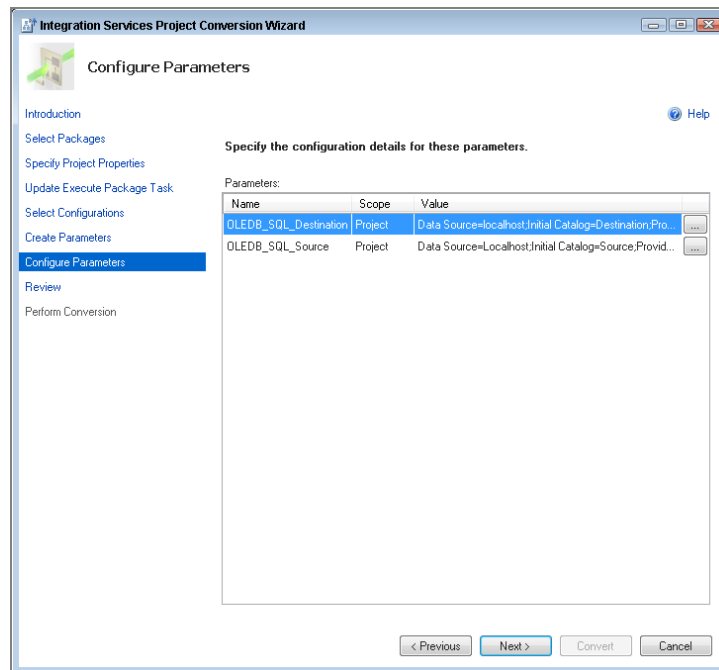 Integration Services Project Conversion Wizard
Configure Parameters
Introduction
Help
Select Packages
Specify the configuration details for these parameters.
Specify Project Properties
Update Execute Package Task
Parameters:
Name Scope Value
Select Configurations
OLEDB_SQL_Destination Project Data Source=localhost;Initial Catalog=Destination;Pro... ...
Create Parameters
OLEDB_SQL_Source Project Data Source=Localhost;Initial Catalog=Source;Provid... ...
Configure Parameters
Review
Perform Conversion
< Previous Next > Convert Cancel